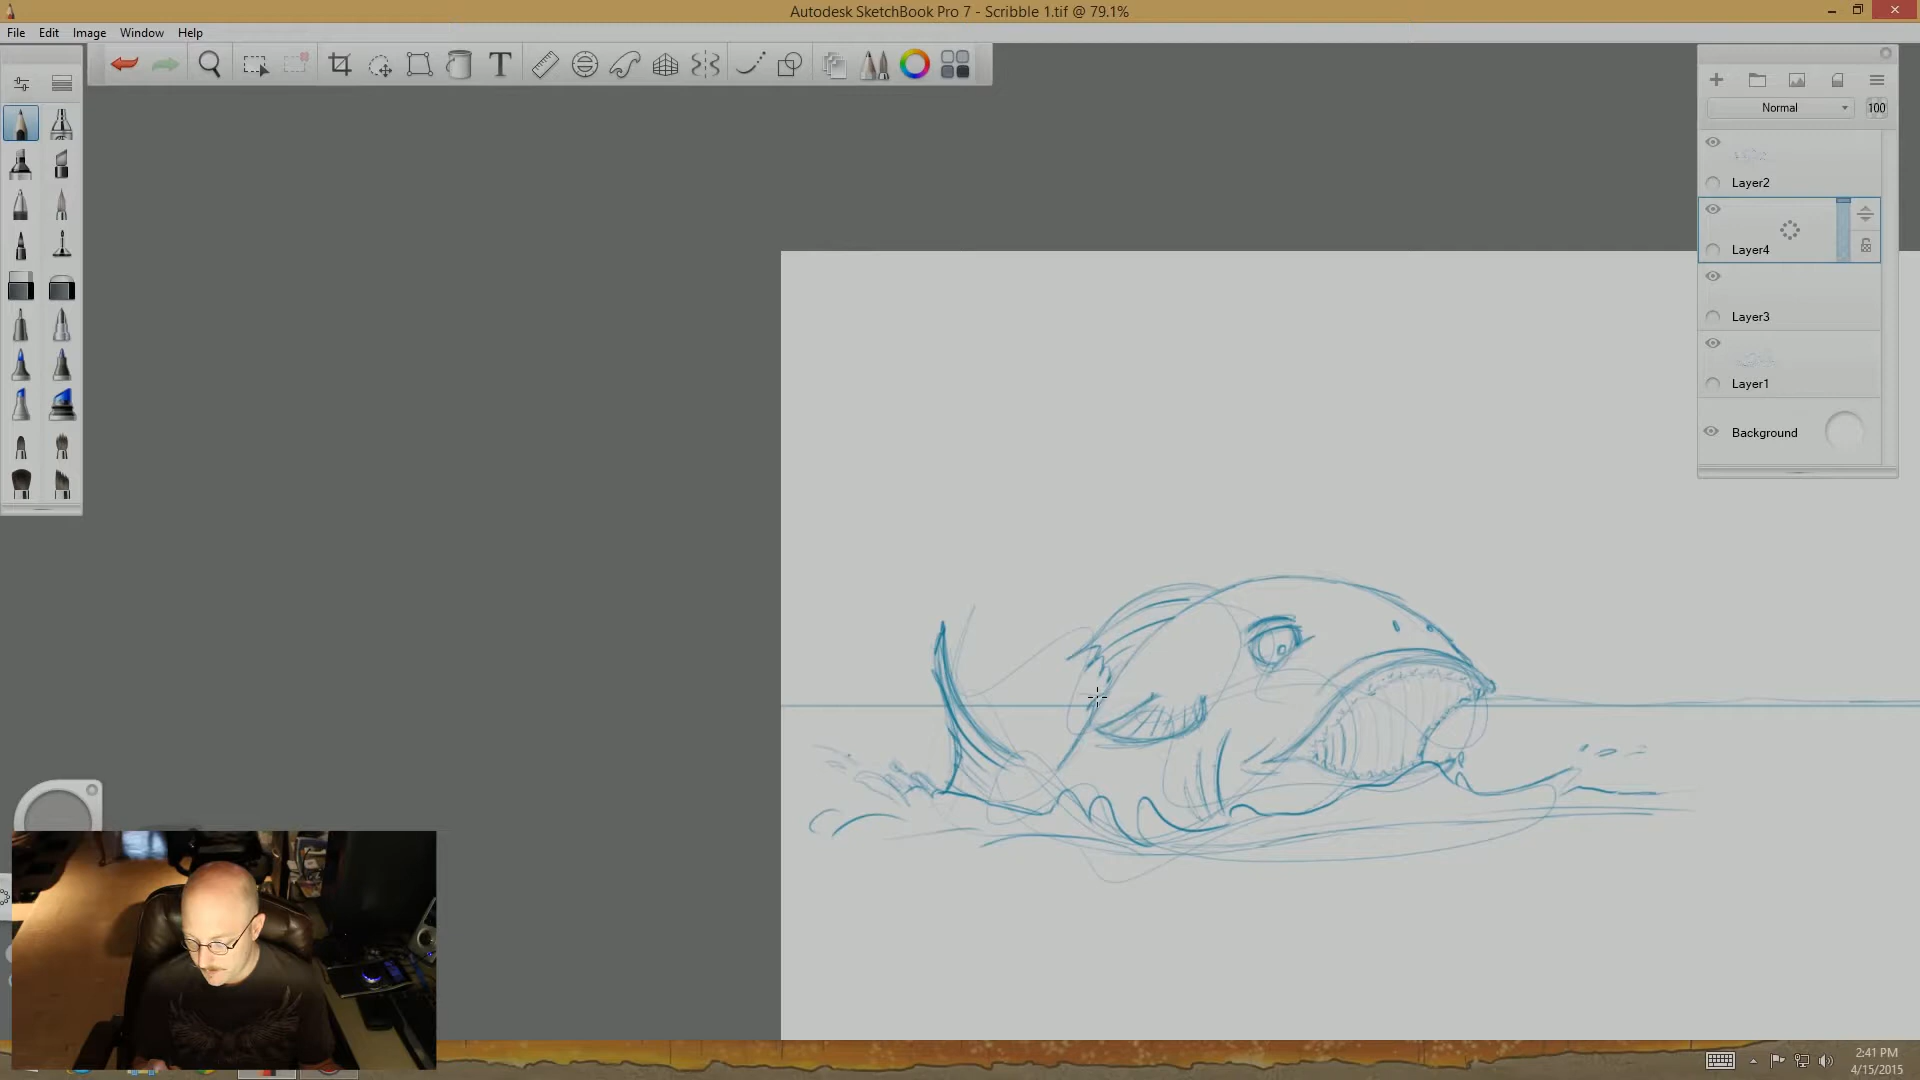 Autodesk SketchBook Pro 7 - Scribble 1.tif @ 79.1%
File Edit Image Window Help
T
Normal 100
Layer2
Layer4
Layer3
Layer1
Background
2:41 PM
4/15/2015